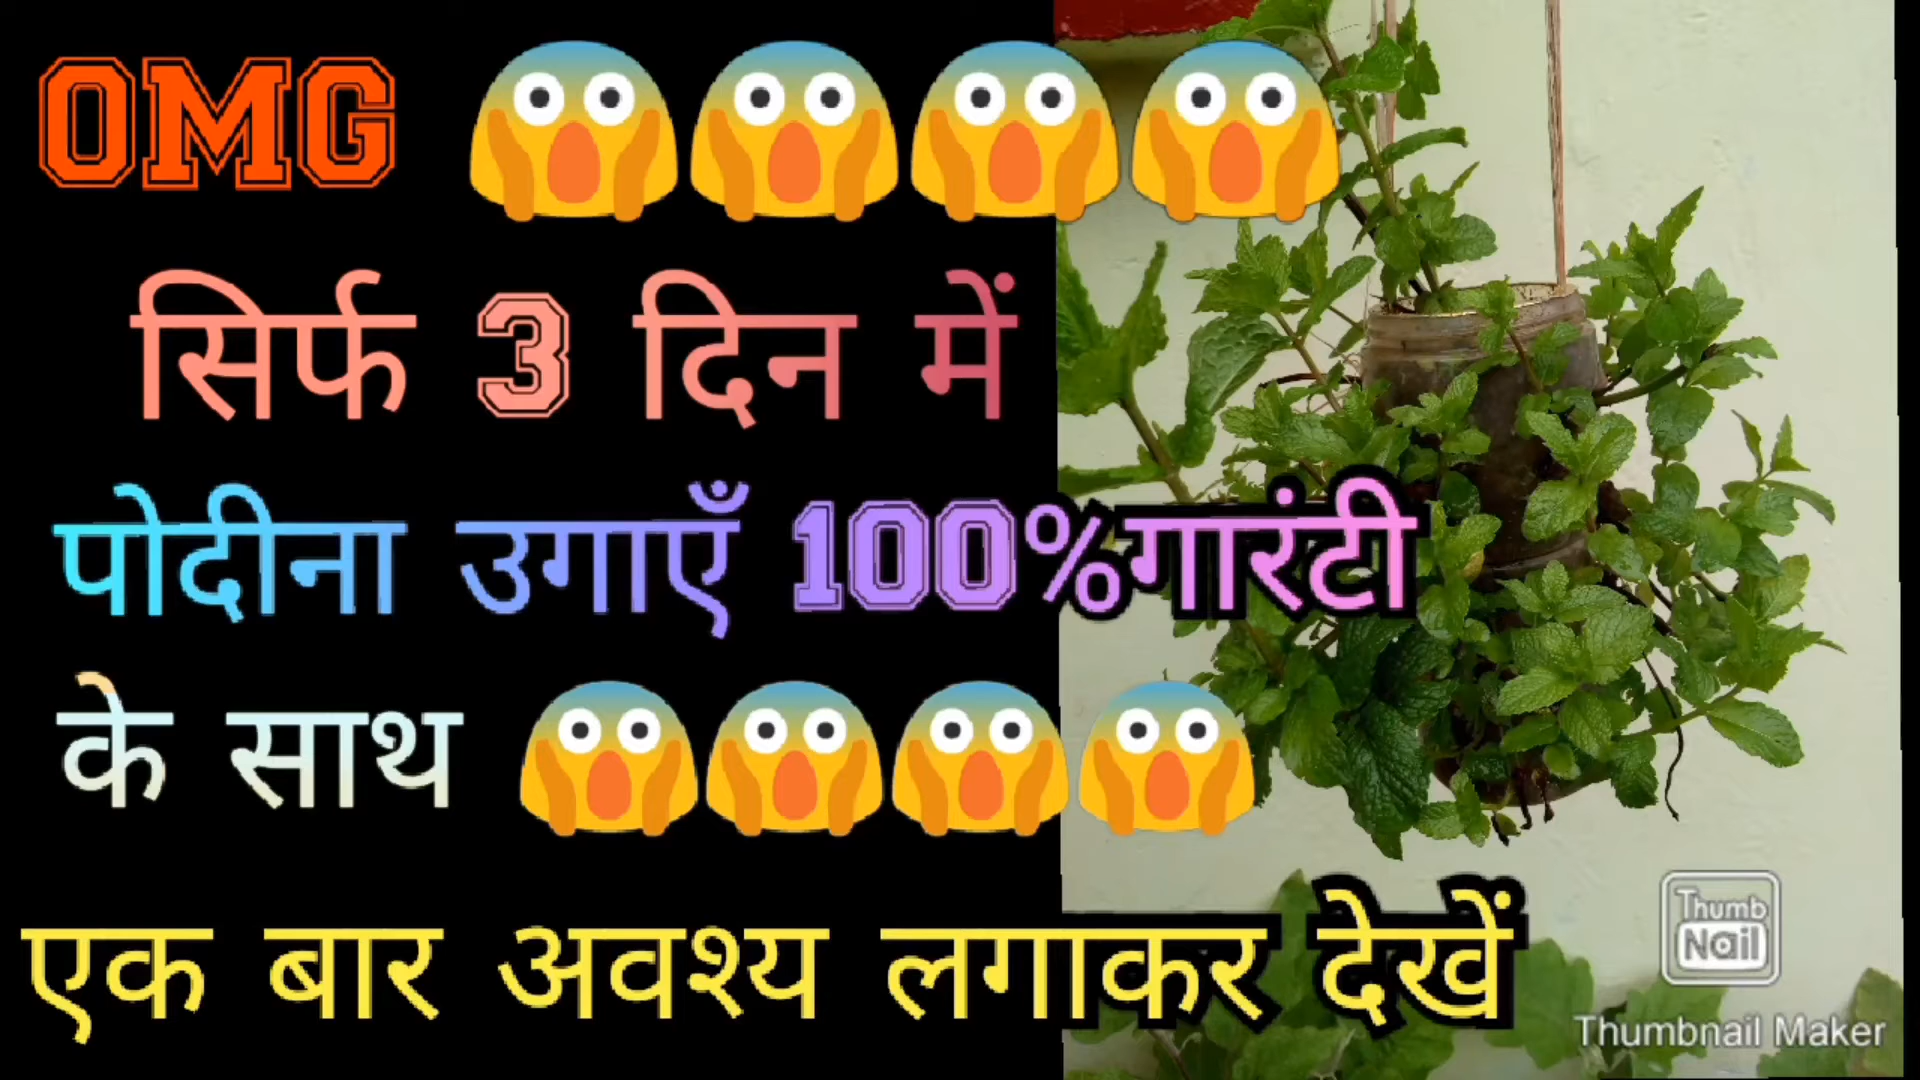 OMG 😱😱😱😱
सिर्फ 3 दिन में
पोदीना उगाएँ 100%गारंटी
के साथ 😱😱😱😱
एक बार अवश्य लगाकर देखें
Thumb
Nail
Thumbnail Maker